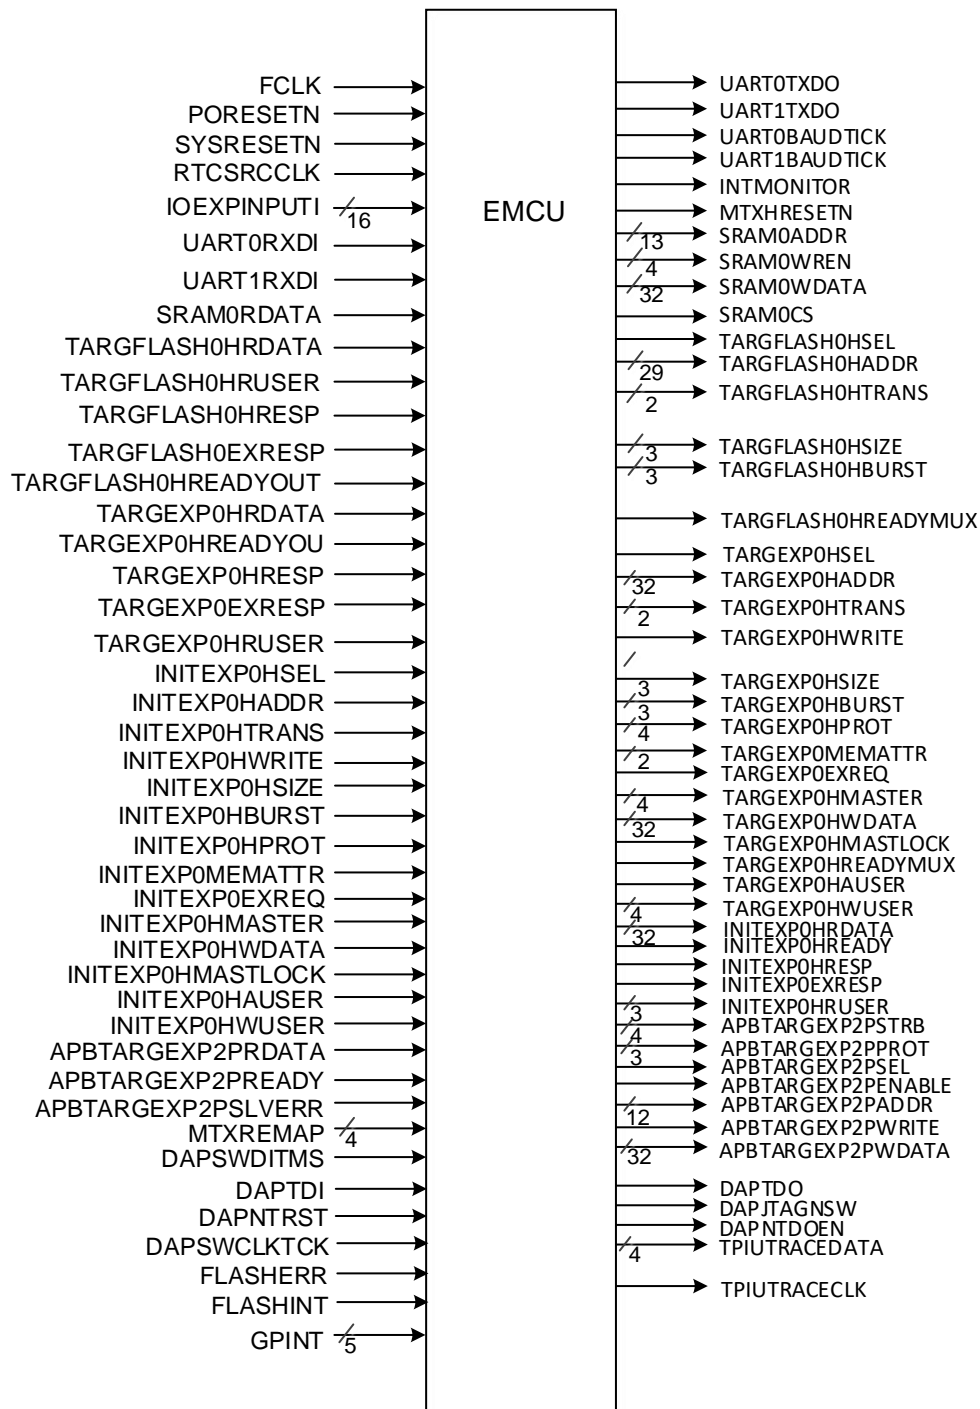 FCLK
PORESETN
SYSRESETN
RTCSRCCLK
IOEXPINPUTI
16
UART0RXDI
UART1RXDI
SRAM0RDATA
TARGFLASH0HRDATA
TARGFLASH0HRUSER
TARGFLASH0HRESP
TARGFLASH0EXRESP
TARGFLASH0HREADYOUT
TARGEXP0HRDATA
TARGEXP0HREADYOU
TARGEXP0HRESP
TARGEXP0EXRESP
TARGEXP0HRUSER
INITEXP0HSEL
INITEXP0HADDR
INITEXP0HTRANS
INITEXP0HWRITE
INITEXP0HSIZE
INITEXP0HBURST
INITEXP0HPROT
INITEXP0MEMATTR
INITEXP0EXREQ
INITEXP0HMASTER
INITEXP0HWDATA
INITEXP0HMASTLOCK
INITEXP0HAUSER
INITEXP0HWUSER
APBTARGEXP2PRDATA
APBTARGEXP2PREADY
APBTARGEXP2PSLVERR
MTXREMAP
4
DAPSWDITMS
DAPTDI
DAPNTRST
DAPSWCLKTCK
FLASHERR
FLASHINT
GPINT
5
EMCU
UART0TXDO
UART1TXDO
UART0BAUDTICK
UART1BAUDTICK
INTMONITOR
MTXHRESETN
13
SRAM0ADDR
4
SRAM0WREN
32
SRAM0WDATA
SRAM0CS
TARGFLASH0HSEL
29
TARGFLASH0HADDR
2
TARGFLASH0HTRANS
3
TARGFLASH0HSIZE
3
TARGFLASH0HBURST
TARGFLASH0HREADYMUX
TARGEXP0HSEL
32
TARGEXP0HADDR
2
TARGEXP0HTRANS
TARGEXP0HWRITE
3
TARGEXP0HSIZE
3
TARGEXP0HBURST
4
TARGEXP0HPROT
2
TARGEXP0MEMATTR
TARGEXP0EXREQ
4
TARGEXP0HMASTER
32
TARGEXP0HWDATA
TARGEXP0HMASTLOCK
TARGEXP0HREADYMUX
TARGEXP0HAUSER
4
TARGEXP0HWUSER
32
INITEXP0HRDATA
INITEXP0HREADY
INITEXP0HRESP
INITEXP0EXRESP
3
INITEXP0HRUSER
4
APBTARGEXP2PSTRB
3
APBTARGEXP2PPROT
APBTARGEXP2PSEL
APBTARGEXP2PENABLE
12
APBTARGEXP2PADDR
APBTARGEXP2PWRITE
32
APBTARGEXP2PWDATA
DAPTDO
DAPJTAGNSW
DAPNTDOEN
4
TPIUTRACEDATA
TPIUTRACECLK